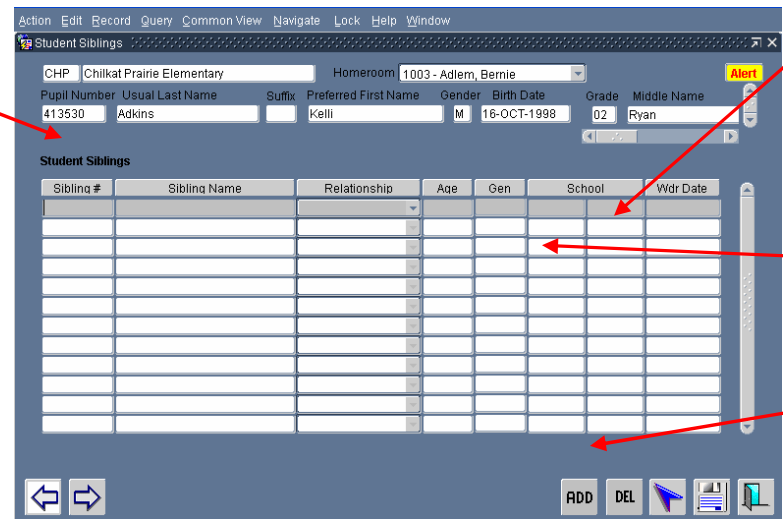 Action Edit Record Query Common View Navigate Lock Help Window
Student Siblings
CHP Chilkat Prairie Elementary Homeroom 1003 - Adlem, Bernie Alert
Pupil Number Usual Last Name Suffix Preferred First Name Gender Birth Date Grade Middle Name
413530 Adkins Kelli M 16-OCT-1998 02 Ryan
Student Siblings
Sibling # Sibling Name Relationship Age Gen School Wdr Date
ADD DEL